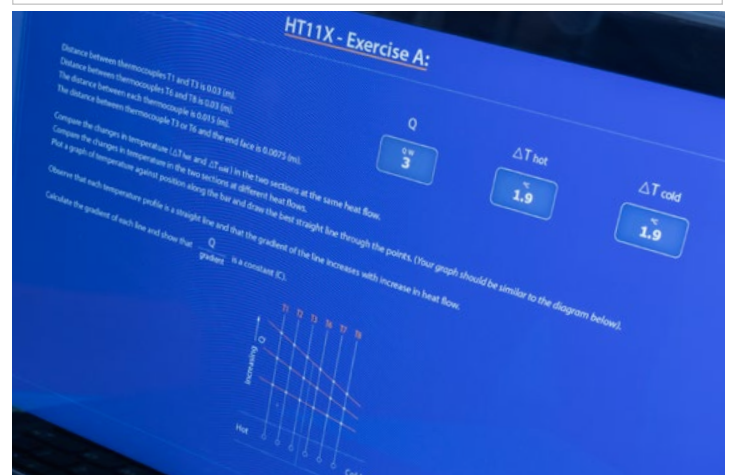 HT11X - Exercise A:
Distance between thermocouples T1 and T3 is 0.03 (m).
Distance between thermocouples T6 and T8 is 0.03 (m).
The distance between each thermocouple is 0.015 (m).
The distance between thermocouple T3 or T6 and the end face is 0.0075 (m).
Q
Q W
3
△T hot
°C
1.9
△T cold
°C
1.9
Compare the changes in temperature (△T hot and △T cold) in the two sections at the same heat flow.
Compare the changes in temperature in the two sections at different heat flows.
Plot a graph of temperature against position along the bar and draw the best straight line through the points. (Your graph should be similar to the diagram below).
Observe that each temperature profile is a straight line and that the gradient of the line increases with increase in heat flow.
Calculate the gradient of each line and show that Q / gradient is a constant (C).
T1 T2 T3 T6 T7 T8
Increasing Q
Hot